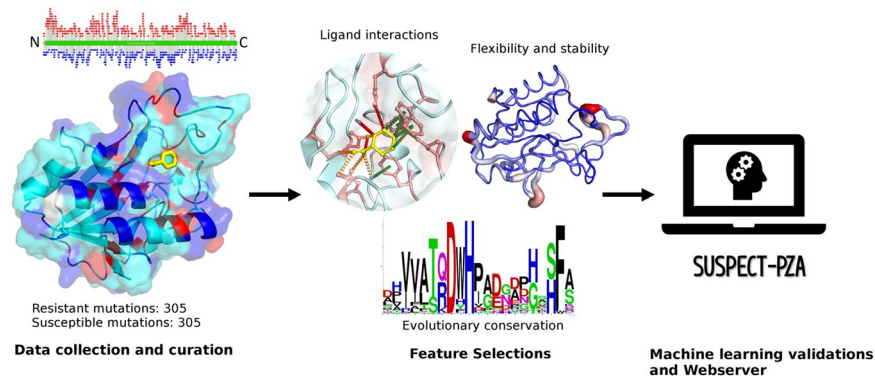 N
C
Ligand interactions
Flexibility and stability
Resistant mutations: 305
Susceptible mutations: 305
Evolutionary conservation
SUSPECT-PZA
Data collection and curation
Feature Selections
Machine learning validations
and Webserver